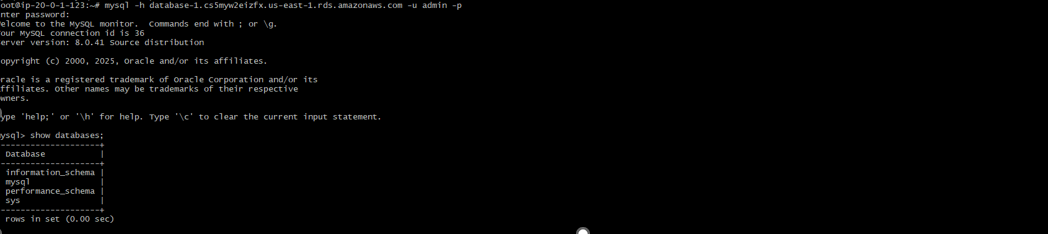 oot@ip-20-0-1-123:~# mysql -h database-1.cs5myw2eizfx.us-east-1.rds.amazonaws.com -u admin -p
nter password:
elcome to the MySQL monitor.  Commands end with ; or \g.
our MySQL connection id is 36
erver version: 8.0.41 Source distribution
opyright (c) 2000, 2025, Oracle and/or its affiliates.
racle is a registered trademark of Oracle Corporation and/or its
ffiliates. Other names may be trademarks of their respective
wners.
ype 'help;' or '\h' for help. Type '\c' to clear the current input statement.
ysql> show databases;
--------------------+
 Database           |
--------------------+
 information_schema |
 mysql              |
 performance_schema |
 sys                |
--------------------+
 rows in set (0.00 sec)